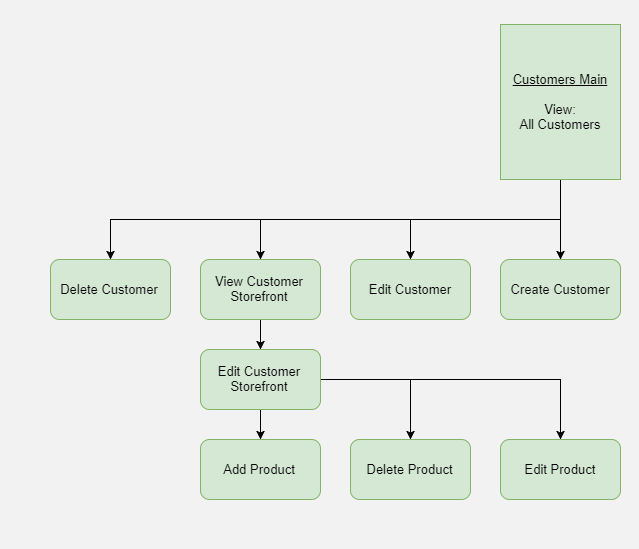 Customers Main
View:
All Customers
Delete Customer
View Customer
Storefront
Edit Customer
Create Customer
Edit Customer
Storefront
Add Product
Delete Product
Edit Product